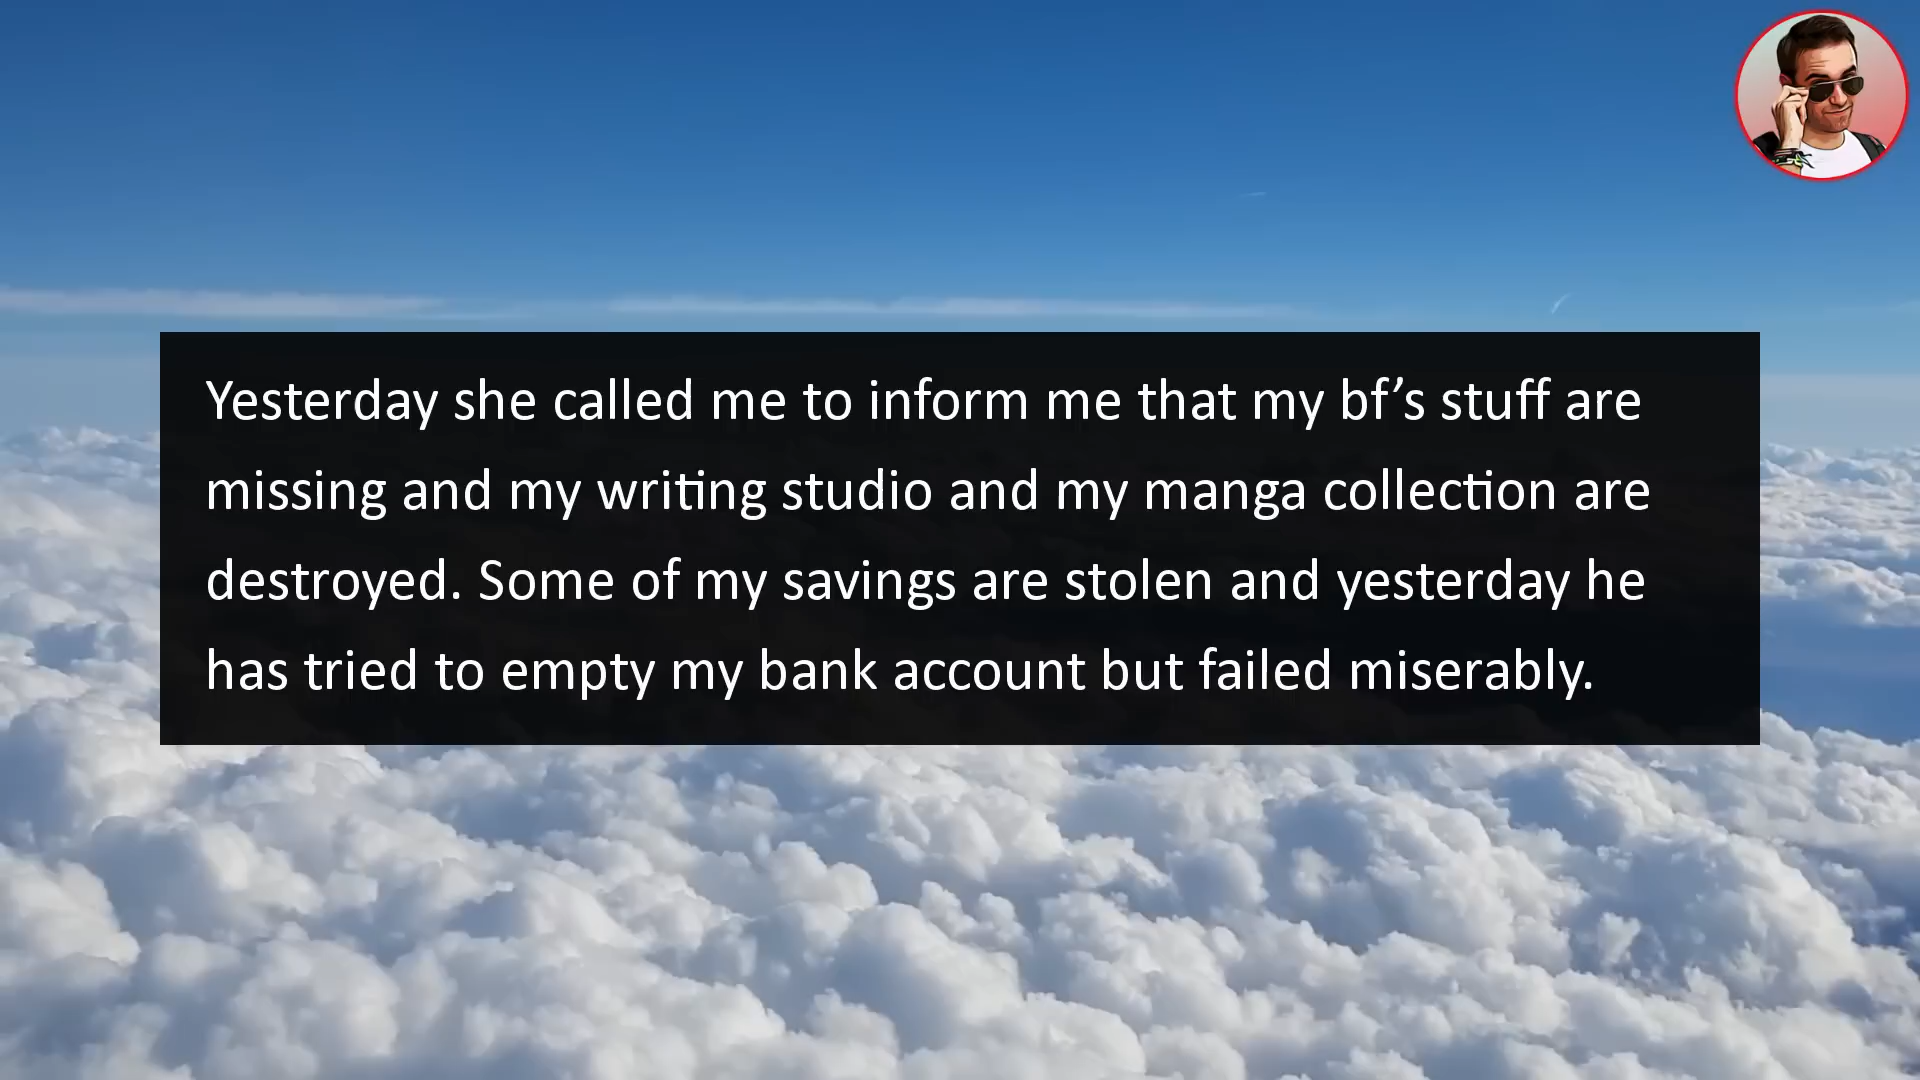 Yesterday she called me to inform me that my bf’s stuff are
missing and my writing studio and my manga collection are
destroyed. Some of my savings are stolen and yesterday he
has tried to empty my bank account but failed miserably.